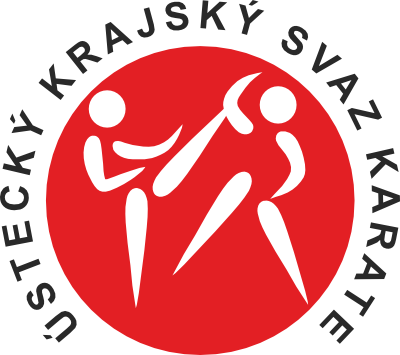 ÚSTECKÝ KRAJSKÝ SVAZ KARATE